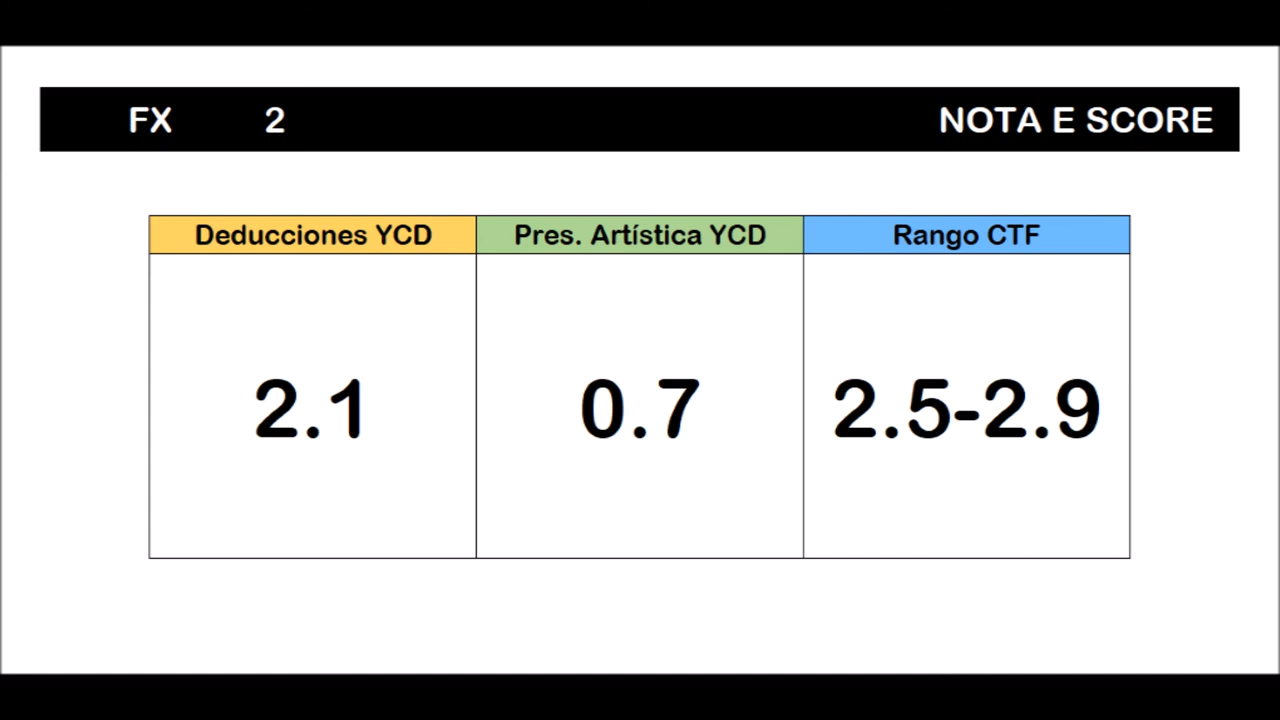 FX 2 NOTA E SCORE
Deducciones YCD Pres. Artística YCD Rango CTF
2.1 0.7 2.5-2.9